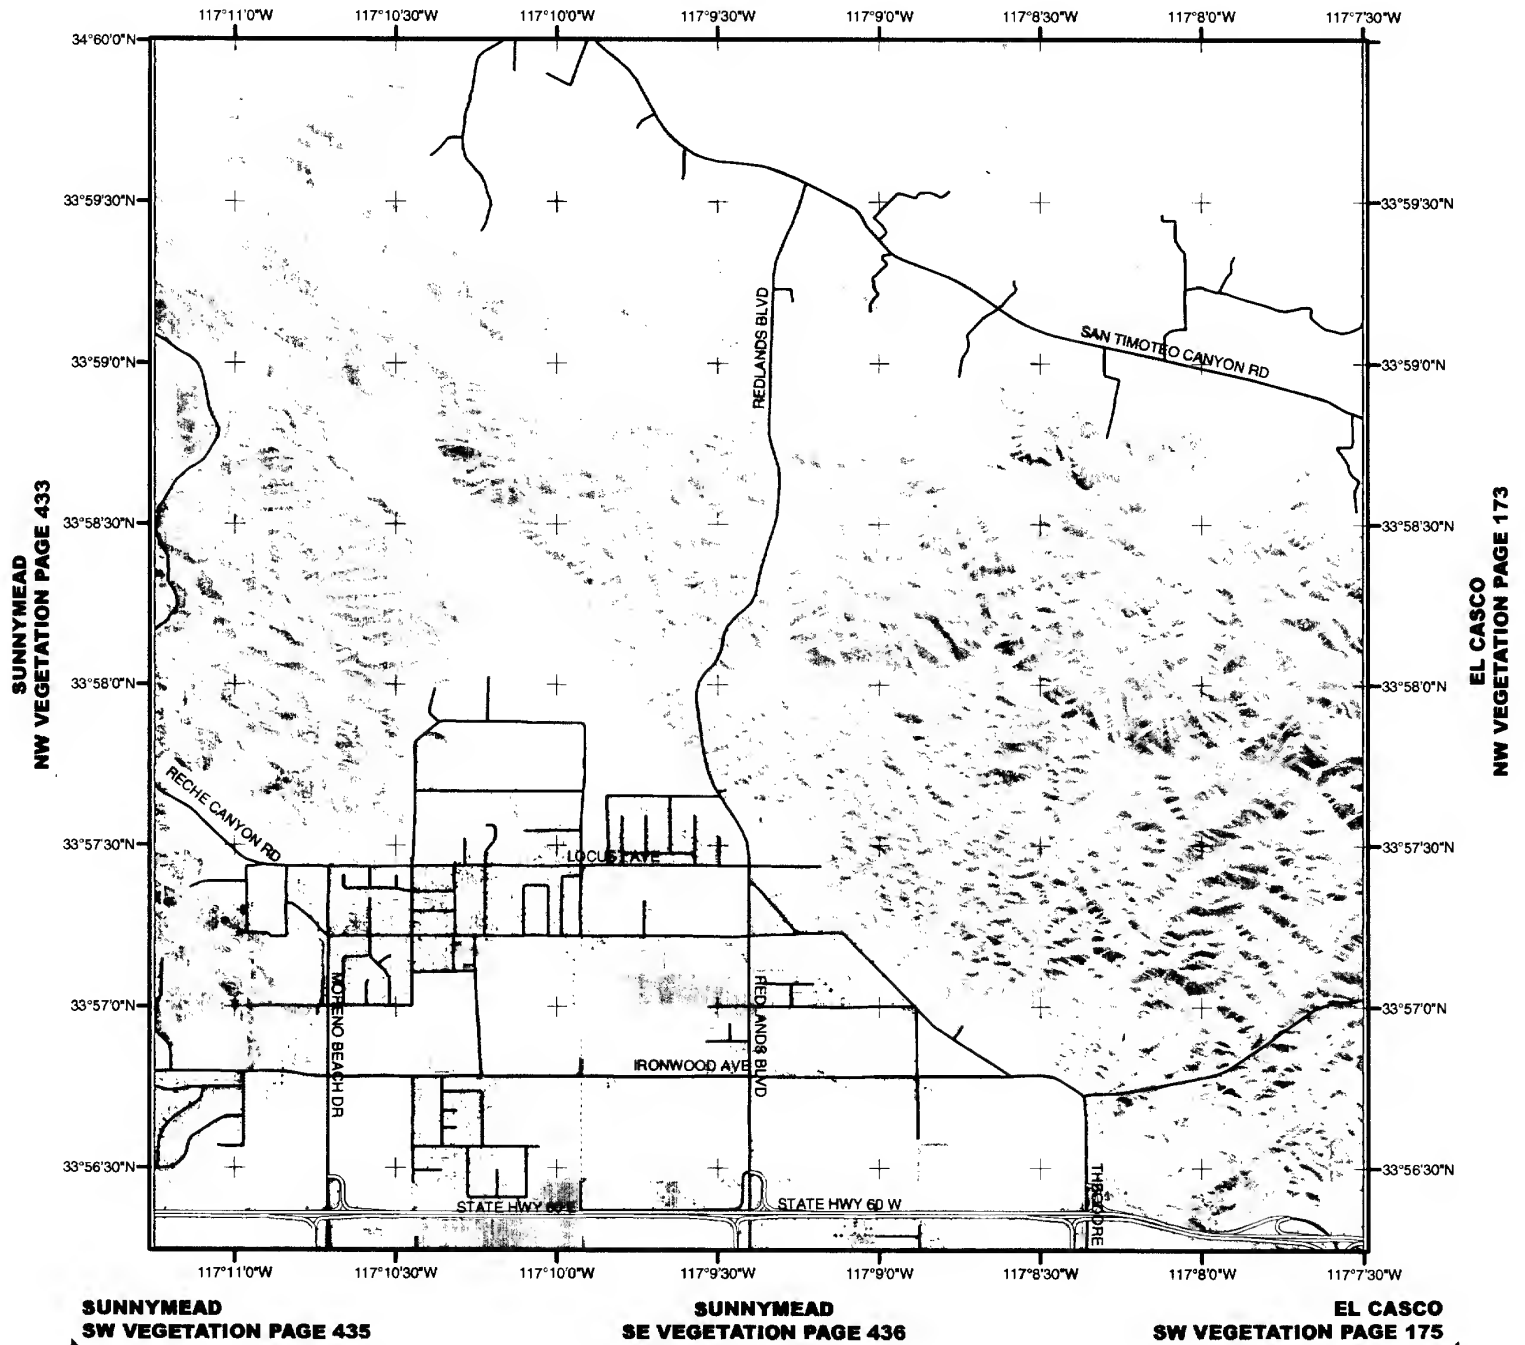 117°11'0"W 117°10'30"W 117°10'0"W 117°9'30"W 117°9'0"W 117°8'30"W 117°8'0"W 117°7'30"W
34°60'0"N
33°59'30"N 33°59'30"N
REDLANDS BLVD
SAN TIMOTEO CANYON RD
33°59'0"N 33°59'0"N
33°58'30"N 33°58'30"N
SUNNYMEAD
NW VEGETATION PAGE 433
EL CASCO
NW VEGETATION PAGE 173
33°58'0"N 33°58'0"N
RECHE CANYON RD
33°57'30"N 33°57'30"N
LOCUST AVE
33°57'0"N 33°57'0"N
MORENO BEACH DR
REDLANDS BLVD
IRONWOOD AVE
33°56'30"N 33°56'30"N
THEODORE
STATE HWY 60 E STATE HWY 60 W
117°11'0"W 117°10'30"W 117°10'0"W 117°9'30"W 117°9'0"W 117°8'30"W 117°8'0"W 117°7'30"W
SUNNYMEAD
SW VEGETATION PAGE 435
SUNNYMEAD
SE VEGETATION PAGE 436
EL CASCO
SW VEGETATION PAGE 175